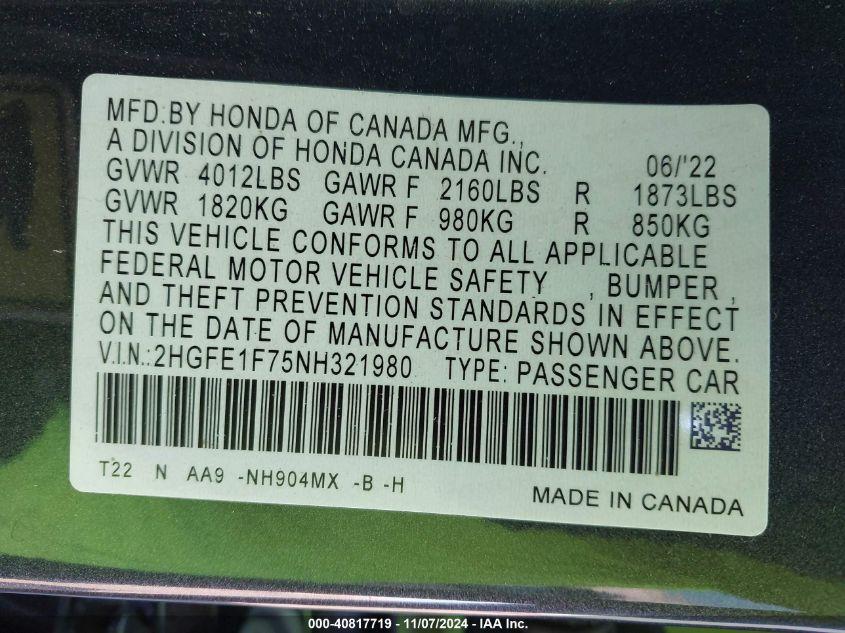 MFD.BY HONDA OF CANADA MFG.,
A DIVISION OF HONDA CANADA INC. 06/'22
GVWR 4012LBS GAWR F 2160LBS R 1873LBS
GVWR 1820KG GAWR F 980KG R 850KG
THIS VEHICLE CONFORMS TO ALL APPLICABLE
FEDERAL MOTOR VEHICLE SAFETY , BUMPER ,
AND THEFT PREVENTION STANDARDS IN EFFECT
ON THE DATE OF MANUFACTURE SHOWN ABOVE.
V.I.N.:2HGFE1F75NH321980 TYPE: PASSENGER CAR
T22 N AA9 -NH904MX -B -H
MADE IN CANADA
000-40817719 - 11/07/2024 - IAA Inc.